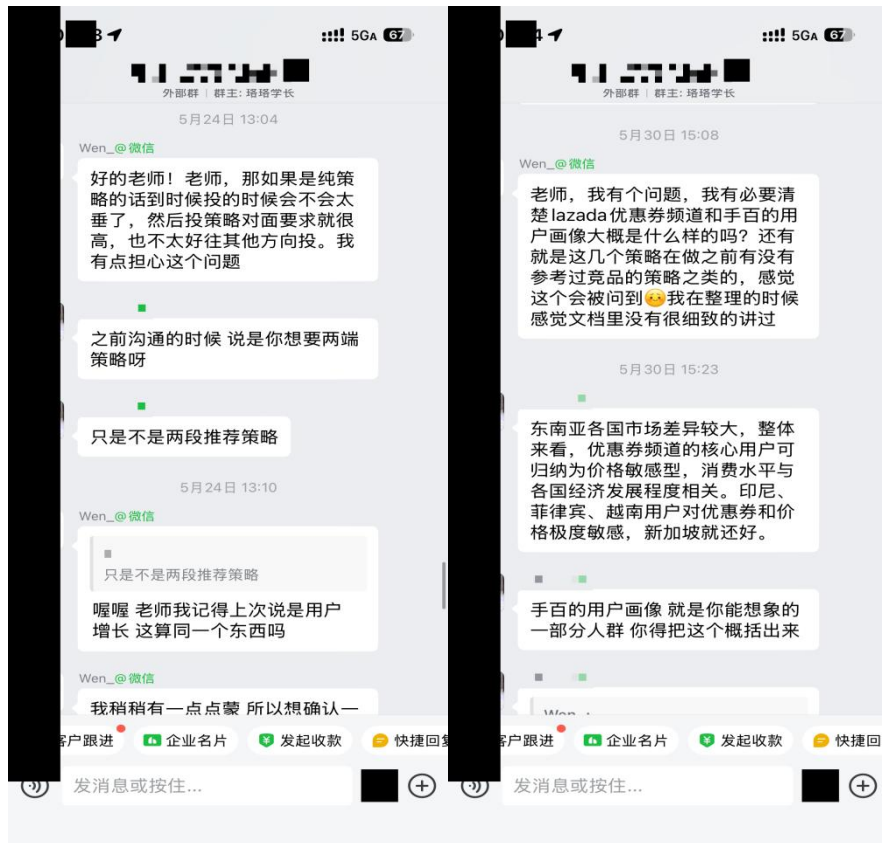 5GA 67
外部群 | 群主: 珞珞学长
5月24日 13:04
Wen_@微信
好的老师！老师，那如果是纯策
略的话到时候投的时候会不会太
垂了，然后投策略对面要求就很
高，也不太好往其他方向投。我
有点担心这个问题
之前沟通的时候 说是你想要两端
策略呀
只是不是两段推荐策略
5月24日 13:10
Wen_@微信
只是不是两段推荐策略
喔喔 老师我记得上次说是用户
增长 这算同一个东西吗
Wen_@微信
我稍稍有一点点蒙 所以想确认一
客户跟进
企业名片
发起收款
快捷回复
发消息或按住...
5GA 67
外部群 | 群主: 珞珞学长
5月30日 15:08
Wen_@微信
老师，我有个问题，我有必要清
楚lazada优惠券频道和手百的用
户画像大概是什么样的吗？还有
就是这几个策略在做之前有没有
参考过竞品的策略之类的，感觉
这个会被问到😳我在整理的时候
感觉文档里没有很细致的讲过
5月30日 15:23
东南亚各国市场差异较大，整体
来看，优惠券频道的核心用户可
归纳为价格敏感型，消费水平与
各国经济发展程度相关。印尼、
菲律宾、越南用户对优惠券和价
格极度敏感，新加坡就还好。
手百的用户画像 就是你能想象的
一部分人群 你得把这个概括出来
客户跟进
企业名片
发起收款
快捷回
发消息或按住...